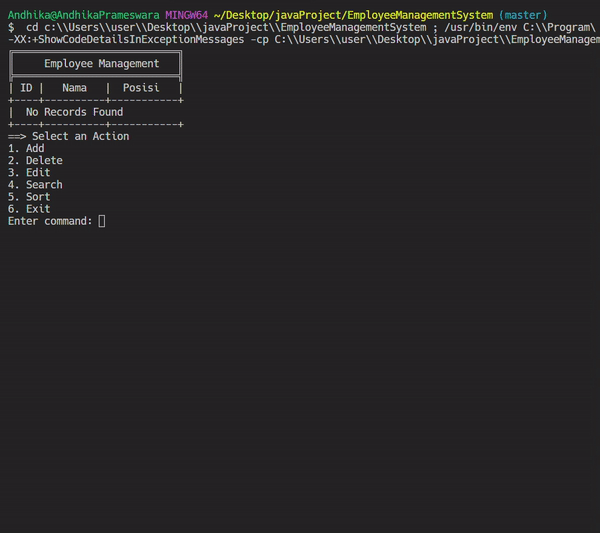 Andhika@AndhikaPrameswara MINGW64 ~/Desktop/javaProject/EmployeeManagementSystem (master)
$  cd c:\\Users\\user\\Desktop\\javaProject\\EmployeeManagementSystem ; /usr/bin/env C:\\Program\
-XX:+ShowCodeDetailsInExceptionMessages -cp C:\\Users\\user\\Desktop\\javaProject\\EmployeeManagem
Employee Management
| ID |   Nama   |  Posisi   |
+----+----------+-----------+
|  No Records Found
+----+----------+-----------+
==> Select an Action
1. Add
2. Delete
3. Edit
4. Search
5. Sort
6. Exit
Enter command: